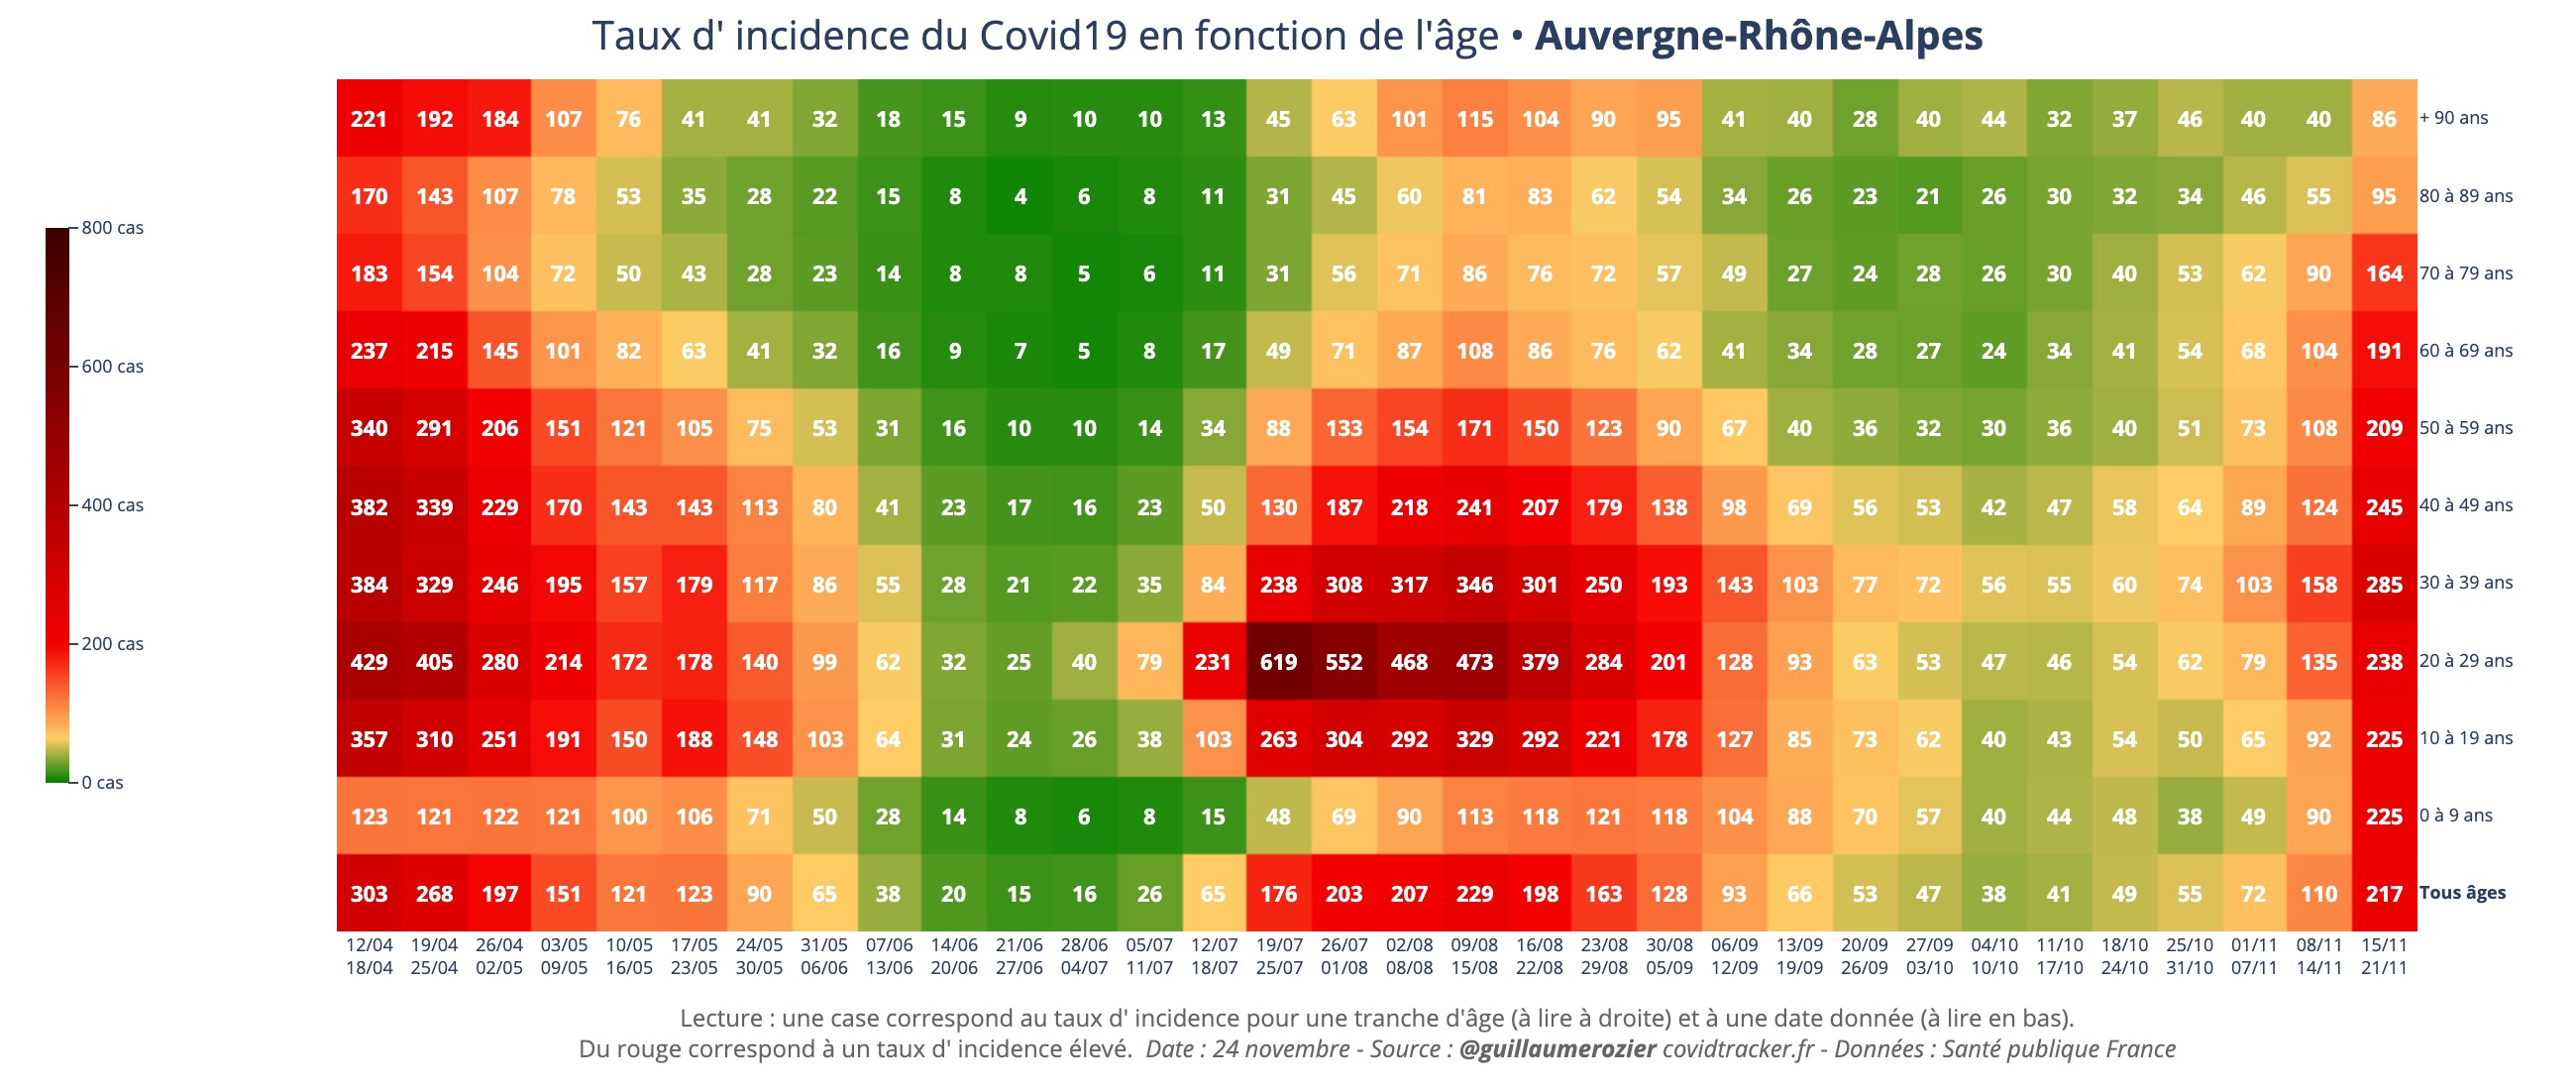 Taux d' incidence du Covid19 en fonction de l'âge • Auvergne-Rhône-Alpes
800 cas
600 cas
400 cas
200 cas
0 cas
221 192 184 107 76 41 41 32 18 15 9 10 10 13 45 63 101 115 104 90 95 41 40 28 40 44 32 37 46 40 40 86 + 90 ans
170 143 107 78 53 35 28 22 15 8 4 6 8 11 31 45 60 81 83 62 54 34 26 23 21 26 30 32 34 46 55 95 80 à 89 ans
183 154 104 72 50 43 28 23 14 8 8 5 6 11 31 56 71 86 76 72 57 49 27 24 28 26 30 40 53 62 90 164 70 à 79 ans
237 215 145 101 82 63 41 32 16 9 7 5 8 17 49 71 87 108 86 76 62 41 34 28 27 24 34 41 54 68 104 191 60 à 69 ans
340 291 206 151 121 105 75 53 31 16 10 10 14 34 88 133 154 171 150 123 90 67 40 36 32 30 36 40 51 73 108 209 50 à 59 ans
382 339 229 170 143 143 113 80 41 23 17 16 23 50 130 187 218 241 207 179 138 98 69 56 53 42 47 58 64 89 124 245 40 à 49 ans
384 329 246 195 157 179 117 86 55 28 21 22 35 84 238 308 317 346 301 250 193 143 103 77 72 56 55 60 74 103 158 285 30 à 39 ans
429 405 280 214 172 178 140 99 62 32 25 40 79 231 619 552 468 473 379 284 201 128 93 63 53 47 46 54 62 79 135 238 20 à 29 ans
357 310 251 191 150 188 148 103 64 31 24 26 38 103 263 304 292 329 292 221 178 127 85 73 62 40 43 54 50 65 92 225 10 à 19 ans
123 121 122 121 100 106 71 50 28 14 8 6 8 15 48 69 90 113 118 121 118 104 88 70 57 40 44 48 38 49 90 225 0 à 9 ans
303 268 197 151 121 123 90 65 38 20 15 16 26 65 176 203 207 229 198 163 128 93 66 53 47 38 41 49 55 72 110 217 Tous âges
12/04 19/04 26/04 03/05 10/05 17/05 24/05 31/05 07/06 14/06 21/06 28/06 05/07 12/07 19/07 26/07 02/08 09/08 16/08 23/08 30/08 06/09 13/09 20/09 27/09 04/10 11/10 18/10 25/10 01/11 08/11 15/11
18/04 25/04 02/05 09/05 16/05 23/05 30/05 06/06 13/06 20/06 27/06 04/07 11/07 18/07 25/07 01/08 08/08 15/08 22/08 29/08 05/09 12/09 19/09 26/09 03/10 10/10 17/10 24/10 31/10 07/11 14/11 21/11
Lecture : une case correspond au taux d' incidence pour une tranche d'âge (à lire à droite) et à une date donnée (à lire en bas).
Du rouge correspond à un taux d' incidence élevé. Date : 24 novembre - Source : @guillaumerozier covidtracker.fr - Données : Santé publique France